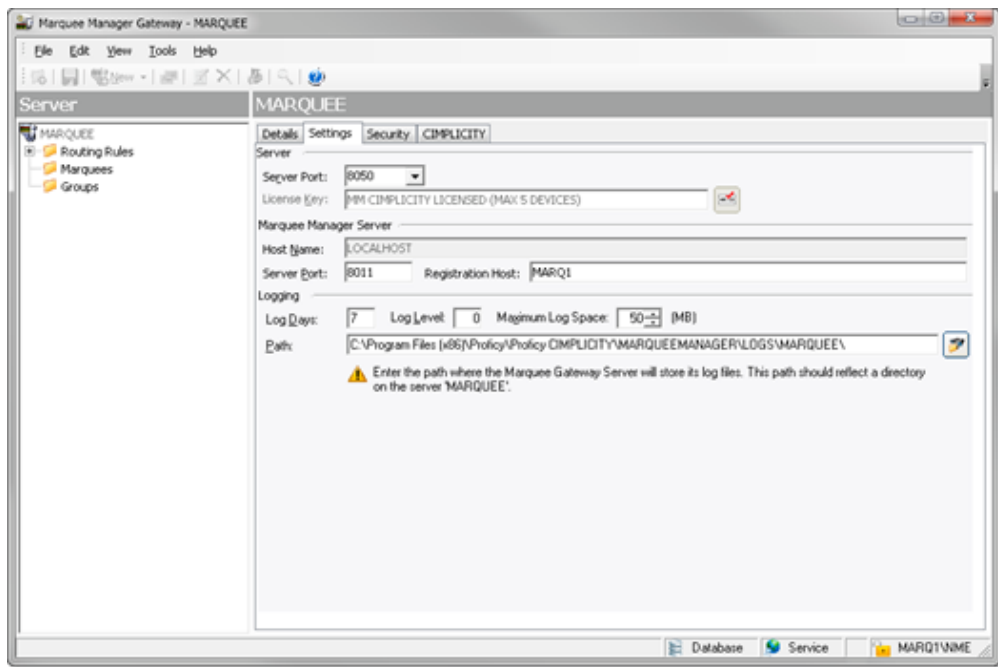 Marquee Manager Gateway - MARQUEE
File Edit View Tools Help
New
Server
MARQUEE
MARQUEE
Routing Rules
Marquees
Groups
Details Settings Security CIMPLICITY
Server
Server Port: 8050
License Key: MM CIMPLICITY LICENSED (MAX 5 DEVICES)
Marquee Manager Server
Host Name: LOCALHOST
Server Port: 8011 Registration Host: MARQ1
Logging
Log Days: 7 Log Level: 0 Maximum Log Space: 50 (MB)
Path: C:\Program Files (x86)\Proficy\Proficy CIMPLICITY\MARQUEEMANAGER\LOGS\MARQUEE\
Enter the path where the Marquee Gateway Server will store its log files. This path should reflect a directory
on the server 'MARQUEE'.
Database Service MARQ1\NME